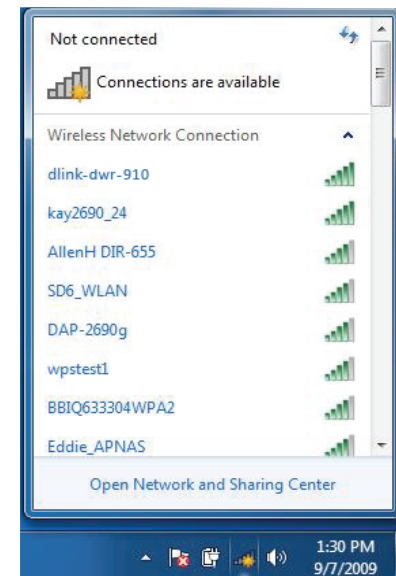 Not connected
Connections are available
Wireless Network Connection
dlink-dwr-910
kay2690_24
AllenH DIR-655
SD6_WLAN
DAP-2690g
wpstest1
BBIQ633304WPA2
Eddie_APNAS
Open Network and Sharing Center
1:30 PM
9/7/2009